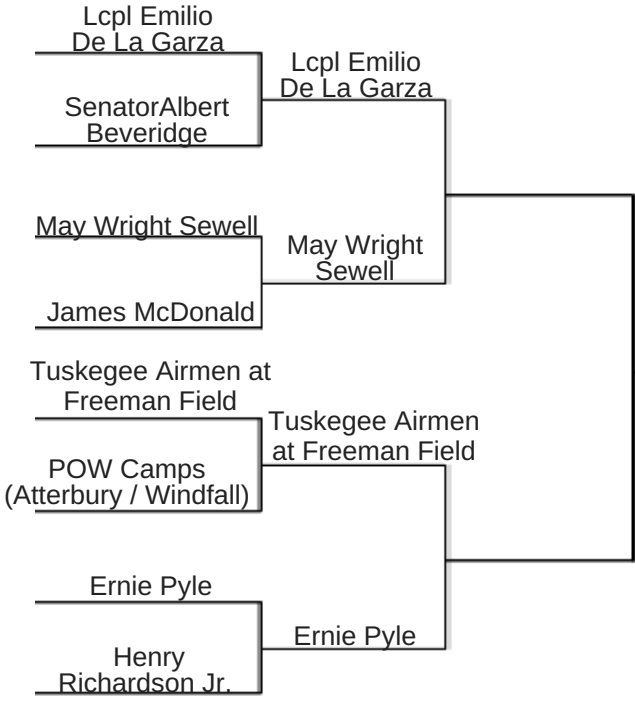 Lcpl Emilio
De La Garza
SenatorAlbert
Beveridge
May Wright Sewell
James McDonald
Tuskegee Airmen at
Freeman Field
POW Camps
(Atterbury / Windfall)
Ernie Pyle
Henry
Richardson Jr.
Lcpl Emilio
De La Garza
May Wright
Sewell
Tuskegee Airmen
at Freeman Field
Ernie Pyle